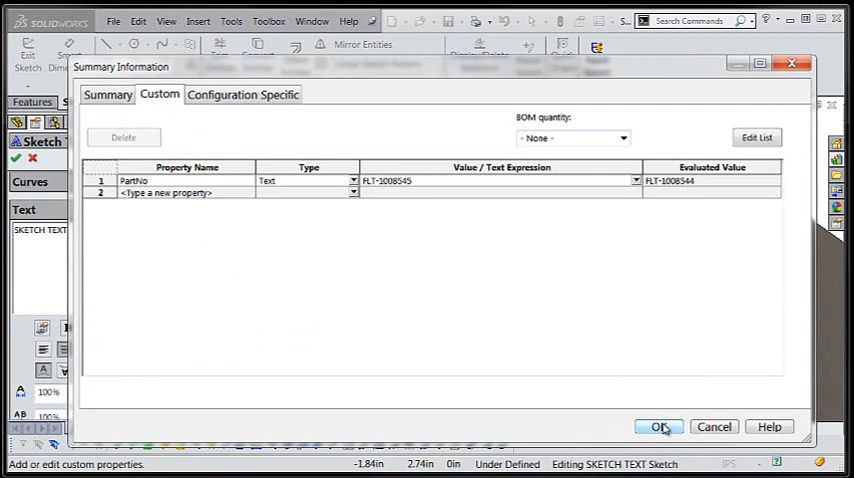 SOLIDWORKS File Edit View Insert Tools Toolbox Window Help S... Search Commands
Exit Sketch Smart Mirror Entities
Features
Summary Information
Summary Custom Configuration Specific
BOM quantity:
Delete - None - Edit List
Property Name Type Value / Text Expression Evaluated Value
1 PartNo Text FLT-1008545 FLT-1008544
2 <Type a new property>
Sketch T
Curves
Text
SKETCH TEXT
100%
AB 100%
OK Cancel Help
Add or edit custom properties. -1.84in 2.74in 0in Under Defined Editing SKETCH TEXT Sketch IPS